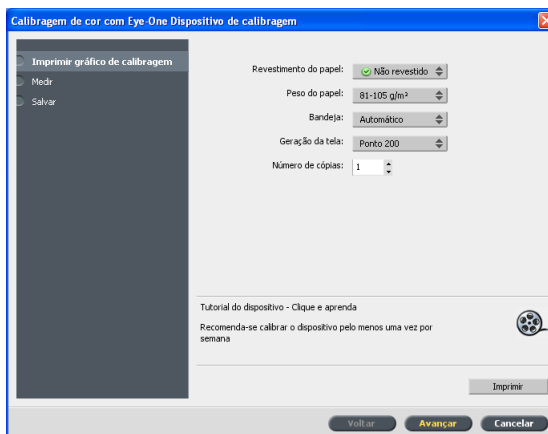 Calibragem de cor com Eye-One Dispositivo de calibragem
Imprimir gráfico de calibragem
Medir
Salvar
Revestimento do papel: Não revestido
Peso do papel: 81-105 g/m²
Bandeja: Automático
Geração da tela: Ponto 200
Número de cópias: 1
Tutorial do dispositivo - Clique e aprenda
Recomenda-se calibrar o dispositivo pelo menos uma vez por
semana
Imprimir
Voltar Avançar Cancelar